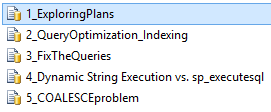 1_ExploringPlans
2_QueryOptimization_Indexing
3_FixTheQueries
4_Dynamic String Execution vs. sp_executesql
5_COALESCEproblem